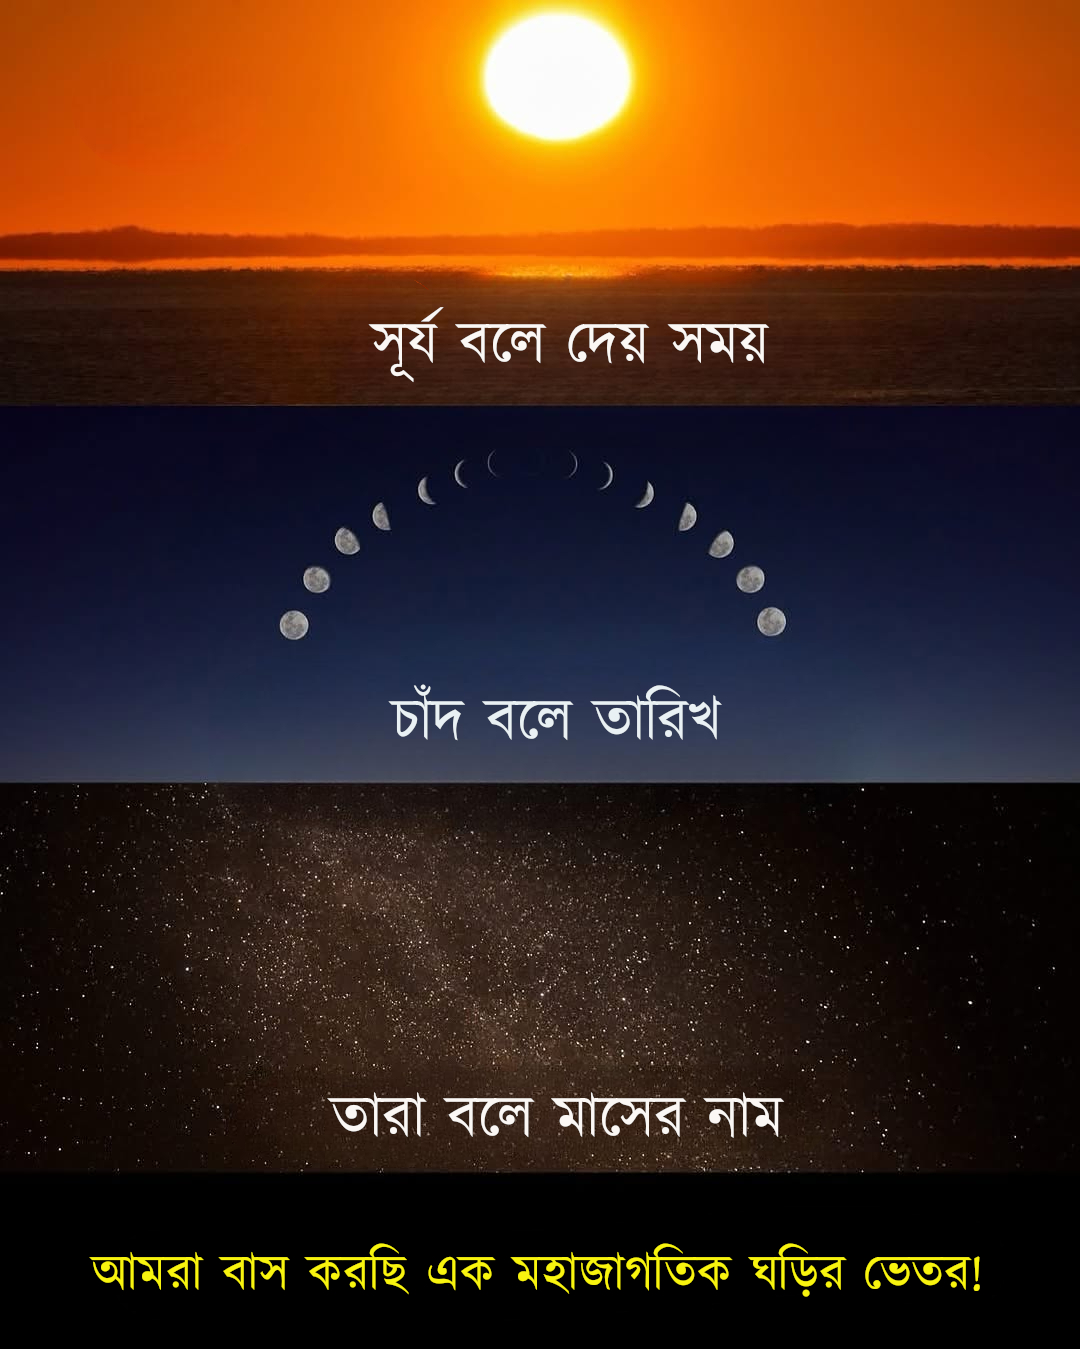 সূর্য বলে দেয় সময়
চাঁদ বলে তারিখ
তারা বলে মাসের নাম
আমরা বাস করছি এক মহাজাগতিক ঘড়ির ভেতর!